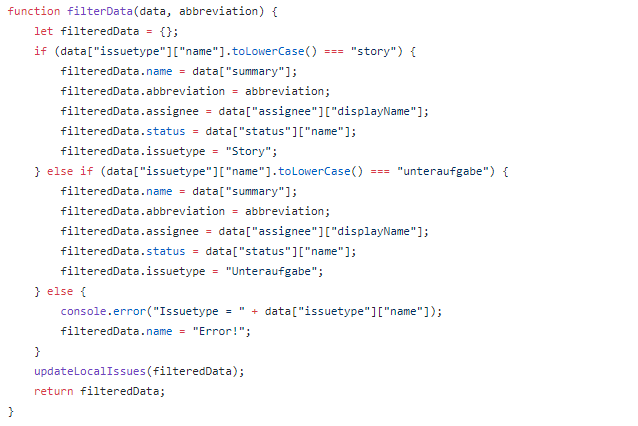 function filterData(data, abbreviation) {
    let filteredData = {};
    if (data["issuetype"]["name"].toLowerCase() === "story") {
        filteredData.name = data["summary"];
        filteredData.abbreviation = abbreviation;
        filteredData.assignee = data["assignee"]["displayName"];
        filteredData.status = data["status"]["name"];
        filteredData.issuetype = "Story";
    } else if (data["issuetype"]["name"].toLowerCase() === "unteraufgabe") {
        filteredData.name = data["summary"];
        filteredData.abbreviation = abbreviation;
        filteredData.assignee = data["assignee"]["displayName"];
        filteredData.status = data["status"]["name"];
        filteredData.issuetype = "Unteraufgabe";
    } else {
        console.error("Issuetype = " + data["issuetype"]["name"]);
        filteredData.name = "Error!";
    }
    updateLocalIssues(filteredData);
    return filteredData;
}